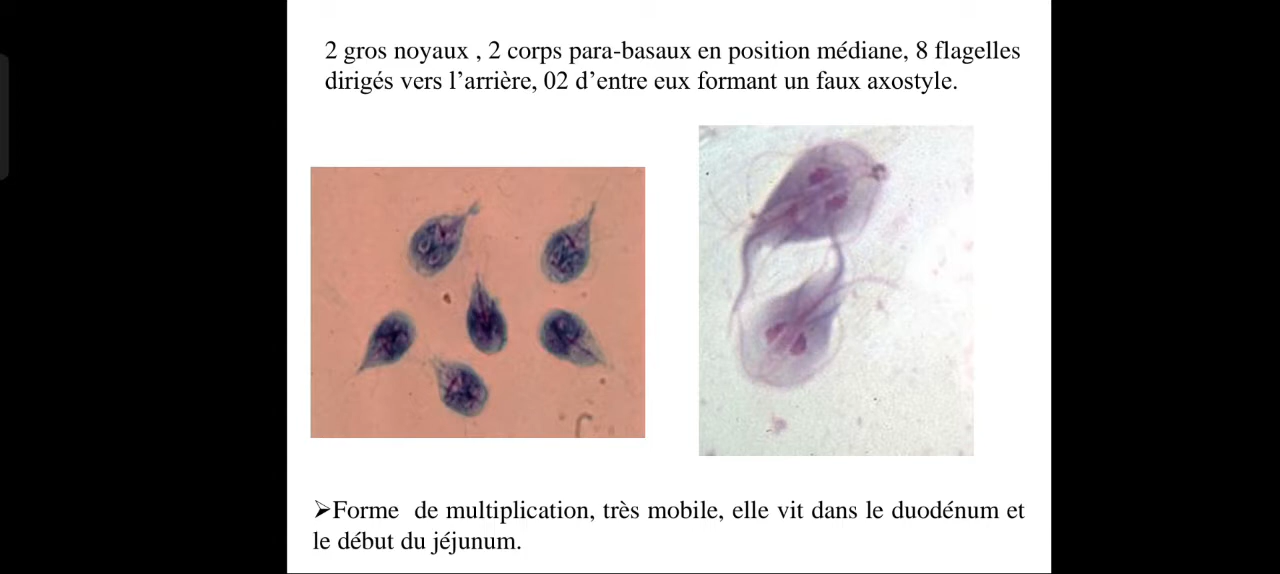 2 gros noyaux , 2 corps para-basaux en position médiane, 8 flagelles
dirigés vers l’arrière, 02 d’entre eux formant un faux axostyle.
➢Forme de multiplication, très mobile, elle vit dans le duodénum et
le début du jéjunum.